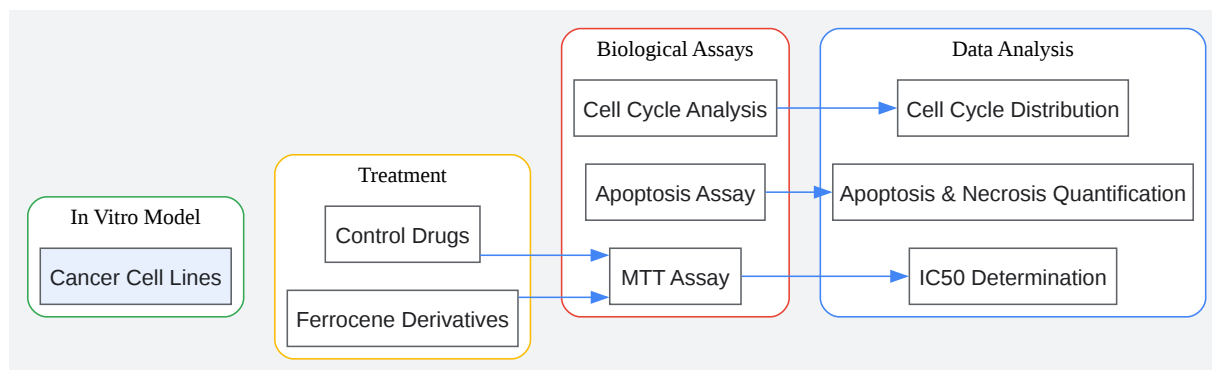 In Vitro Model
Cancer Cell Lines
Treatment
Control Drugs
Ferrocene Derivatives
Biological Assays
Cell Cycle Analysis
Apoptosis Assay
MTT Assay
Data Analysis
Cell Cycle Distribution
Apoptosis & Necrosis Quantification
IC50 Determination